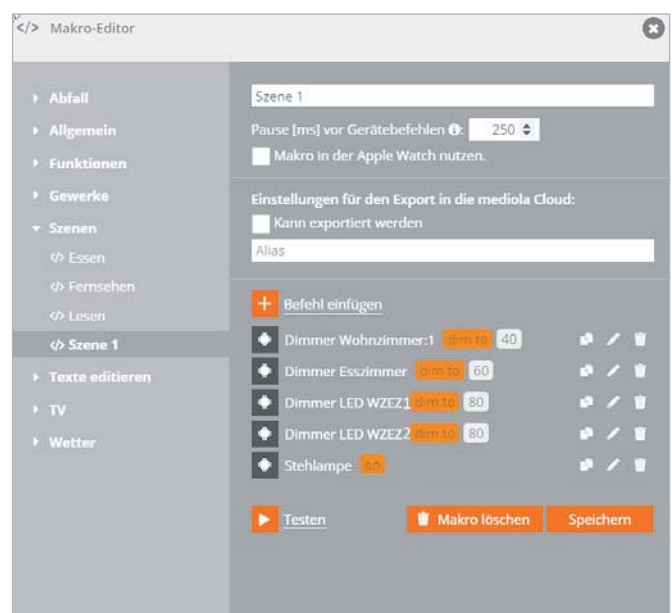 </> Makro-Editor
Abfall
Allgemein
Funktionen
Gewerke
Szenen
</> Essen
</> Fernsehen
</> Lesen
</> Szene 1
Texte editieren
TV
Wetter
Szene 1
Pause [ms] vor Gerätebefehlen : 250
Makro in der Apple Watch nutzen.
Einstellungen für den Export in die mediola Cloud:
Kann exportiert werden
Alias
Befehl einfügen
Dimmer Wohnzimmer:1 dim to 40
Dimmer Esszimmer dim to 60
Dimmer LED WZEZ1 dim to 80
Dimmer LED WZEZ2 dim to 80
Stehlampe on
Testen Makro löschen Speichern